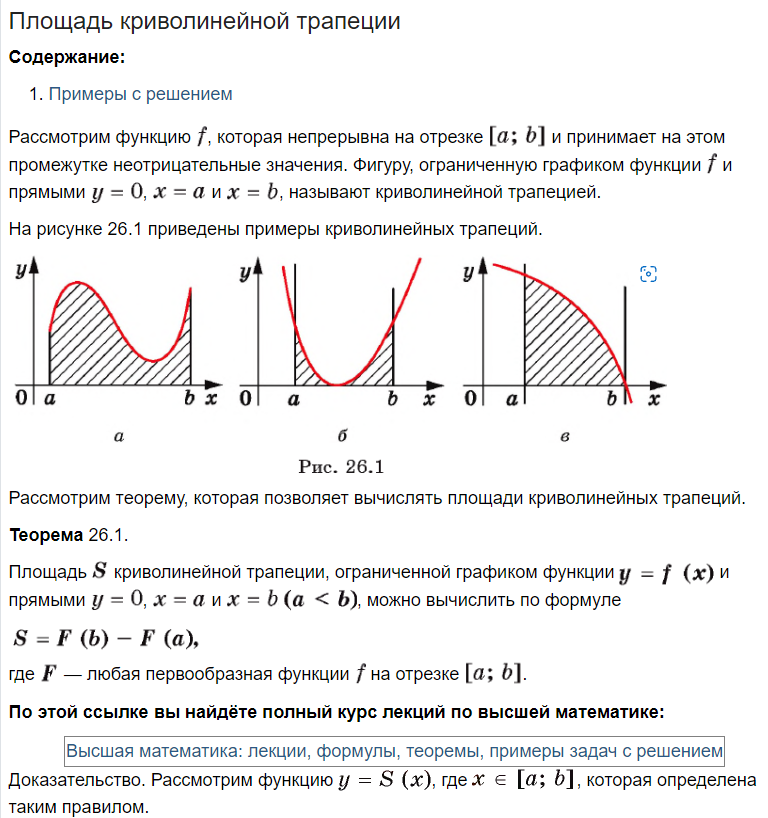 Площадь криволинейной трапеции
Содержание:
1. Примеры с решением
Рассмотрим функцию f, которая непрерывна на отрезке [a; b] и принимает на этом
промежутке неотрицательные значения. Фигуру, ограниченную графиком функции f и
прямыми y = 0, x = a и x = b, называют криволинейной трапецией.
На рисунке 26.1 приведены примеры криволинейных трапеций.
y 0 a b x
y 0 a b x
y 0 a b x
а б в
Рис. 26.1
Рассмотрим теорему, которая позволяет вычислять площади криволинейных трапеций.
Теорема 26.1.
Площадь S криволинейной трапеции, ограниченной графиком функции y = f (x) и
прямыми y = 0, x = a и x = b (a < b), можно вычислить по формуле
S = F (b) − F (a),
где F — любая первообразная функции f на отрезке [a; b].
По этой ссылке вы найдёте полный курс лекций по высшей математике:
Высшая математика: лекции, формулы, теоремы, примеры задач с решением
Доказательство. Рассмотрим функцию y = S (x), где x ∈ [a; b], которая определена
таким правилом.